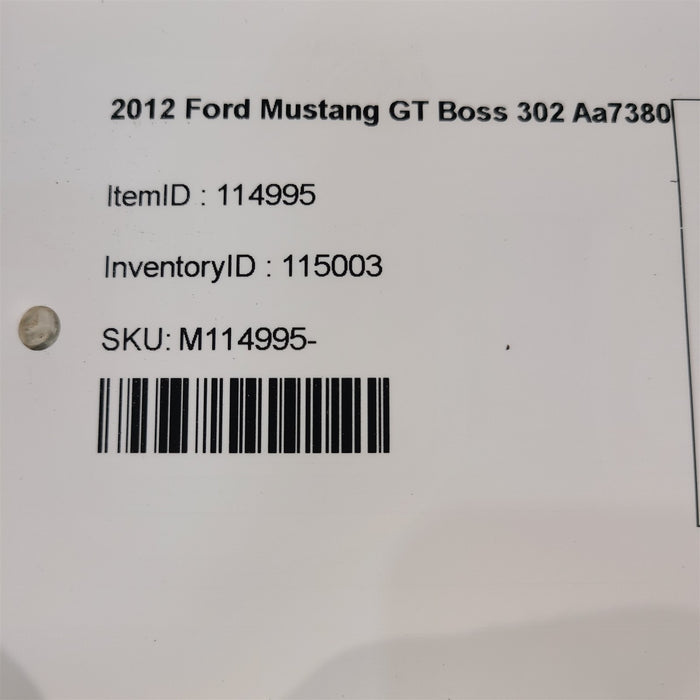 2012 Ford Mustang GT Boss 302 Aa7380
ItemID : 114995
InventoryID : 115003
SKU: M114995-